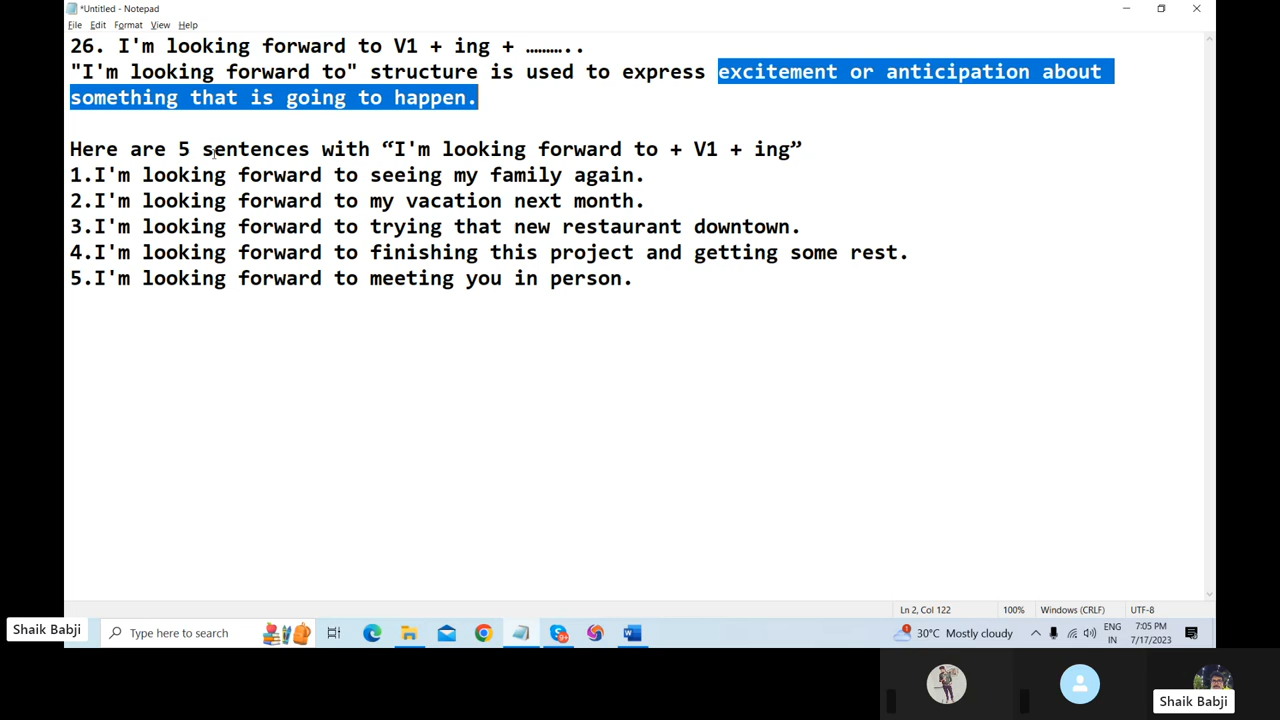 *Untitled - Notepad
File Edit Format View Help
26. I'm looking forward to V1 + ing + ………..
"I'm looking forward to" structure is used to express excitement or anticipation about
something that is going to happen.
Here are 5 sentences with “I'm looking forward to + V1 + ing”
1.I'm looking forward to seeing my family again.
2.I'm looking forward to my vacation next month.
3.I'm looking forward to trying that new restaurant downtown.
4.I'm looking forward to finishing this project and getting some rest.
5.I'm looking forward to meeting you in person.
Ln 2, Col 122 100% Windows (CRLF) UTF-8
Shaik Babji
Type here to search
30°C Mostly cloudy
ENG
IN
7:05 PM
7/17/2023
Shaik Babji